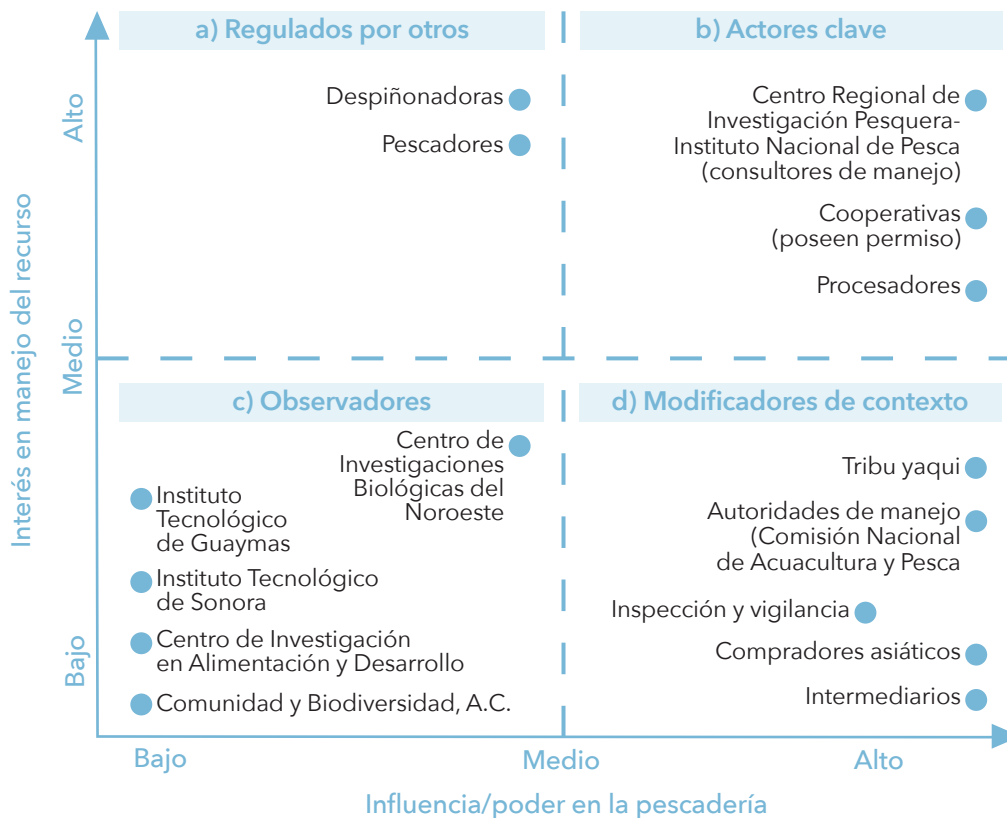 a) Regulados por otros
Despiñonadoras
Pescadores
b) Actores clave
Centro Regional de
Investigación Pesquera-
Instituto Nacional de Pesca
(consultores de manejo)
Cooperativas
(poseen permiso)
Procesadores
c) Observadores
Centro de
Investigaciones
Biológicas del
Noroeste
Instituto
Tecnológico
de Guaymas
Instituto Tecnológico
de Sonora
Centro de Investigación
en Alimentación y Desarrollo
Comunidad y Biodiversidad, A.C.
d) Modificadores de contexto
Tribu yaqui
Autoridades de manejo
(Comisión Nacional
de Acuacultura y Pesca
Inspección y vigilancia
Compradores asiáticos
Intermediarios
Interés en manejo del recurso
Alto
Medio
Bajo
Bajo
Medio
Alto
Influencia/poder en la pescadería